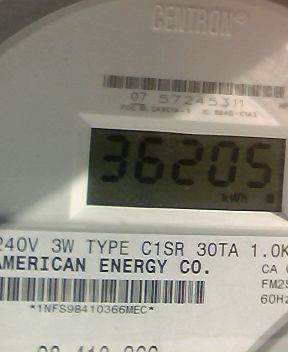 CENTRON
07 57245311
36205
kWh
240V 3W TYPE C1SR 30TA 1.0K
AMERICAN ENERGY CO.
CA
FM2S
60Hz
*1NFS98410366MEC*